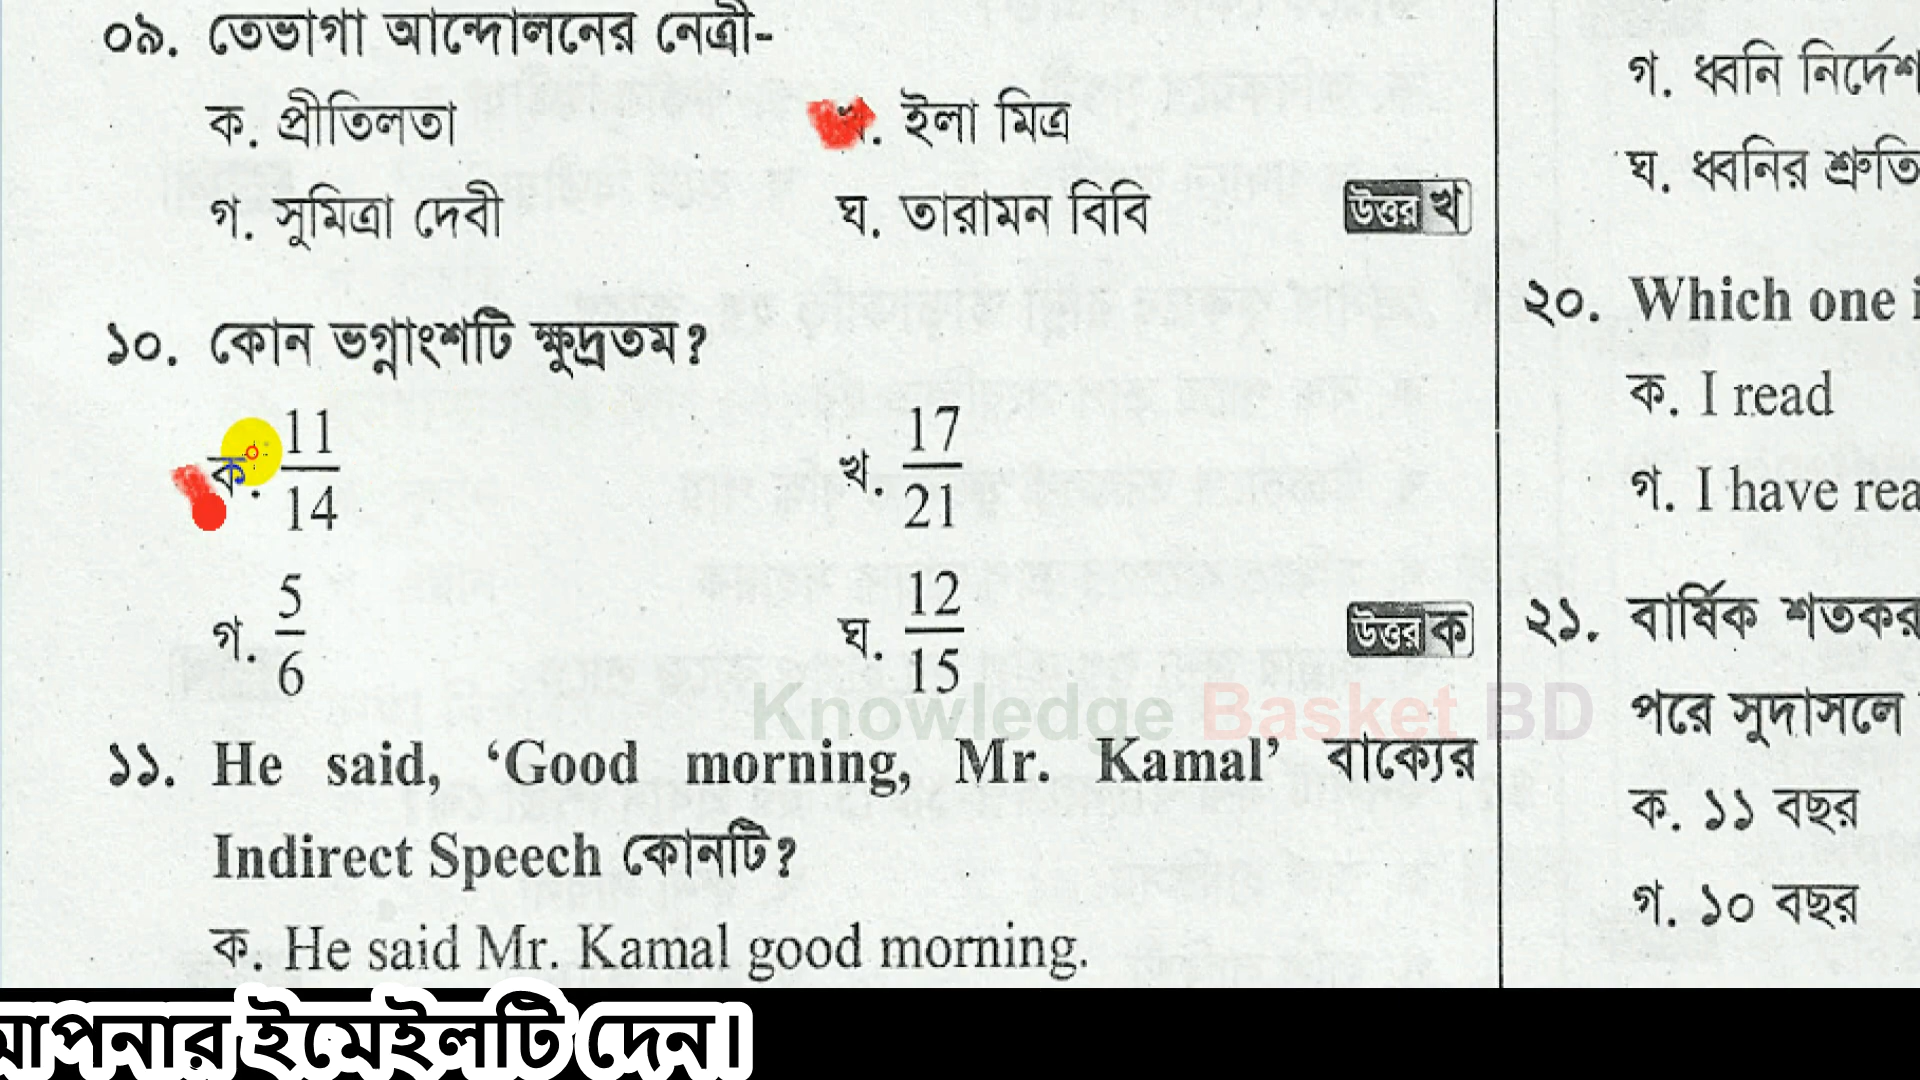 ০৯. তেভাগা আন্দোলনের নেত্রী-
ক. প্রীতিলতা
খ. ইলা মিত্র
গ. সুমিত্রা দেবী
ঘ. তারামন বিবি
উত্তর খ
১০. কোন ভগ্নাংশটি ক্ষুদ্রতম?
ক. 11/14
খ. 17/21
গ. 5/6
ঘ. 12/15
উত্তর ক
Knowledge Basket BD
১১. He said, ‘Good morning, Mr. Kamal’ বাক্যের
Indirect Speech কোনটি?
ক. He said Mr. Kamal good morning.
গ. ধ্বনি
ঘ. ধ্বনির
২০. Which one
ক. I read
গ. I have
২১. বার্ষিক
পরে সুদাসলে
ক. ১১ বছর
গ. ১০ বছর
ইমেইলটি দেন।